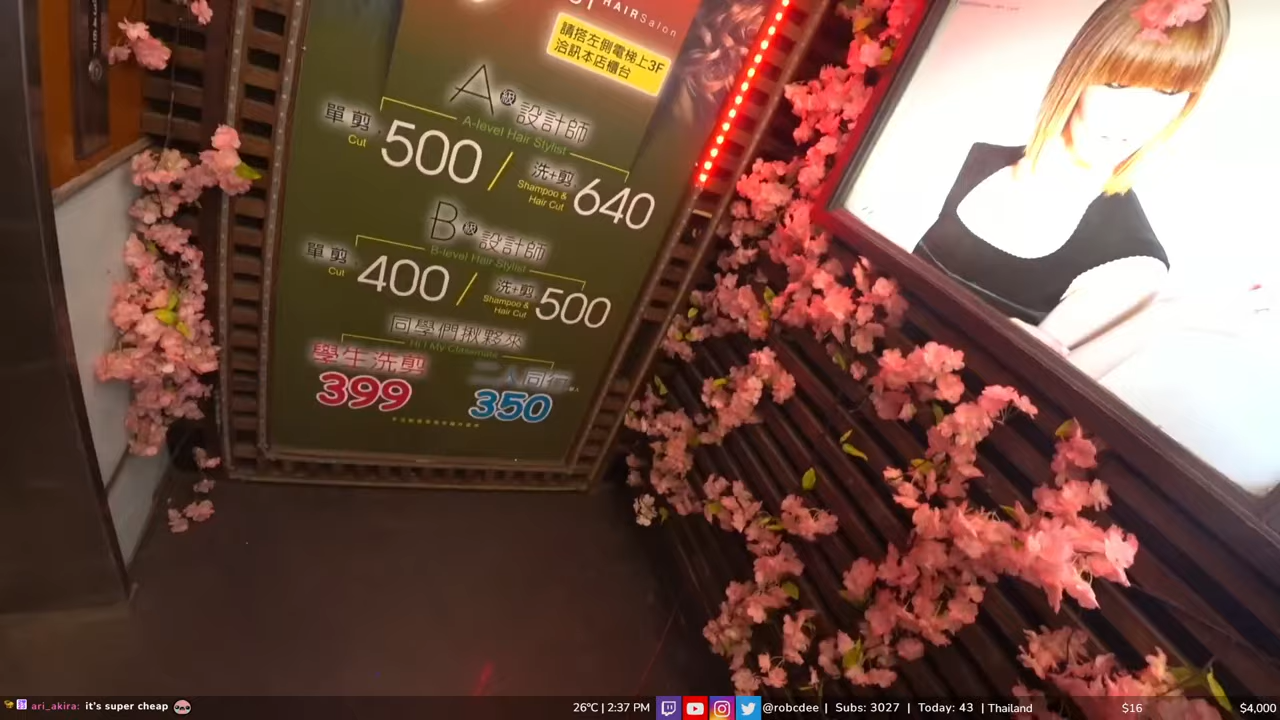 HAIRSalon
請搭左側電梯上3F
洽訊本店櫃台
A級設計師
A-level Hair Stylist
單剪
Cut
500
洗+剪
Shampoo &
Hair Cut
640
B級設計師
B-level Hair Stylist
單剪
Cut
400
洗+剪
Shampoo &
Hair Cut
500
同學們揪夥來
Hi ! My Classmate
學生洗剪
399
二人同行
350
ari_akira: it's super cheap
26°C | 2:37 PM
@robcdee | Subs: 3027 | Today: 43 | Thailand
$16
$4,000